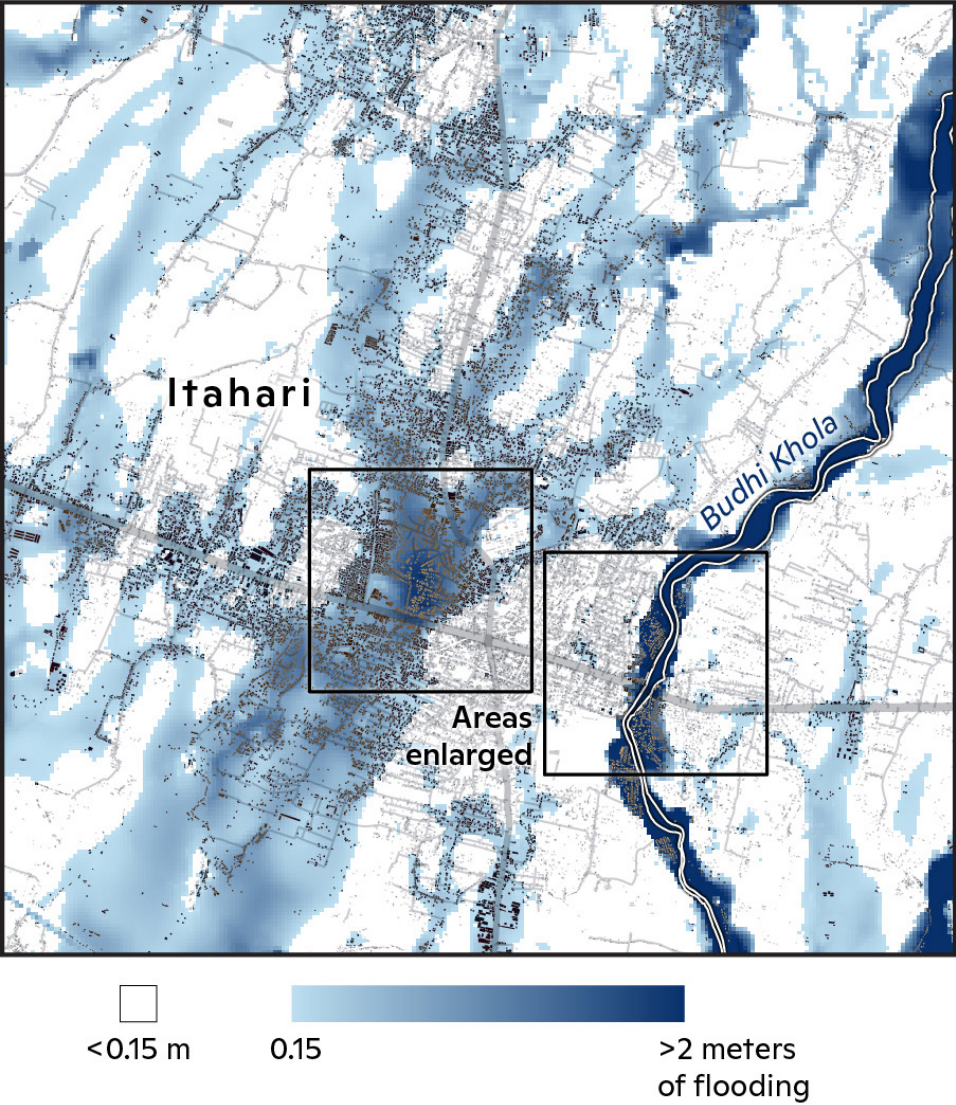 Itahari
Budhi Khola
Areas
enlarged
<0.15 m
0.15
>2 meters
of flooding